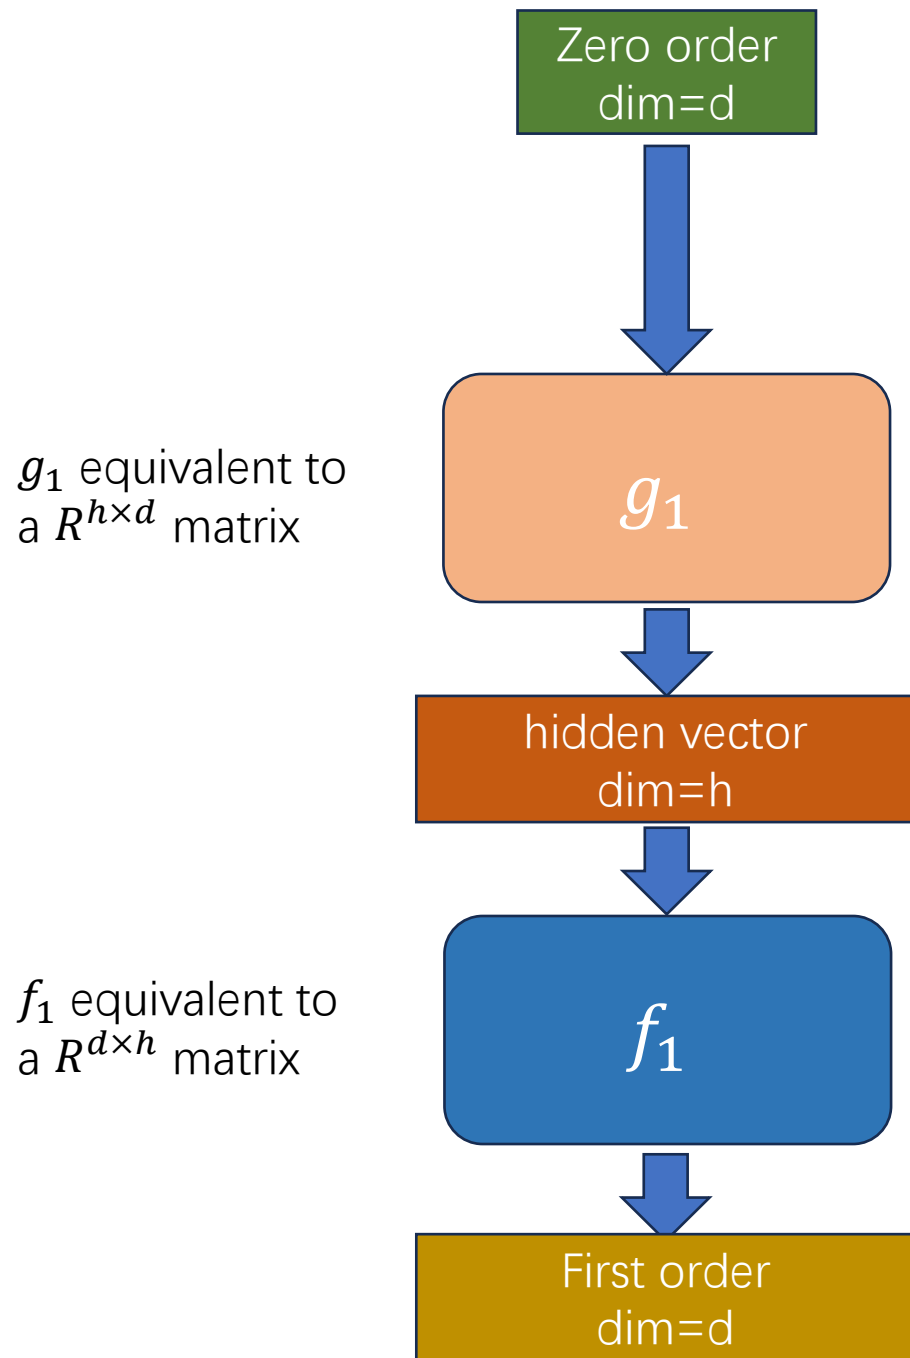 Zero order
dim=d
g₁ equivalent to
a R^{h×d} matrix
g₁
hidden vector
dim=h
f₁ equivalent to
a R^{d×h} matrix
f₁
First order
dim=d